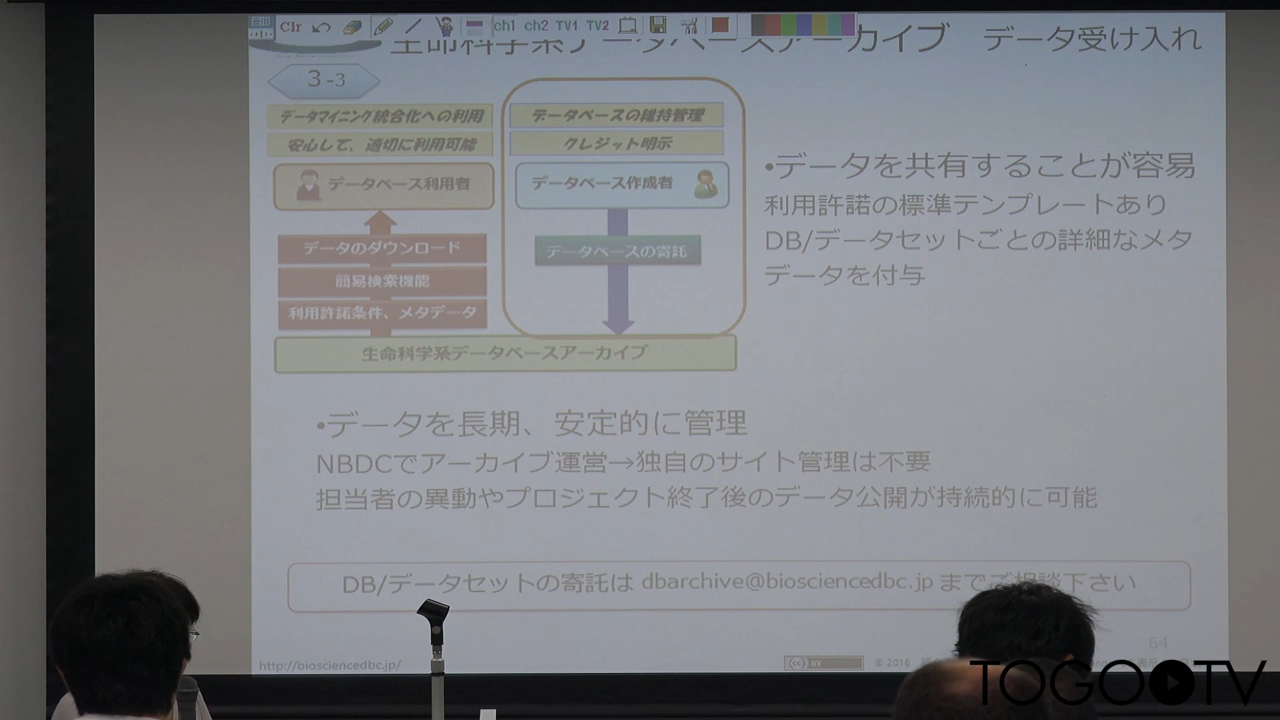 Clr ch1 ch2 TV1 TV2
生命科学系データベースアーカイブ データ受け入れ
3-3
データマイニング統合化への利用
安心して、適切に利用可能
データベース利用者
データのダウンロード
簡易検索機能
利用許諾条件、メタデータ
データベースの維持管理
クレジット明示
データベース作成者
データベースの寄託
生命科学系データベースアーカイブ
•データを共有することが容易
利用許諾の標準テンプレートあり
DB/データセットごとの詳細なメタ
データを付与
•データを長期、安定的に管理
NBDCでアーカイブ運営→独自のサイト管理は不要
担当者の異動やプロジェクト終了後のデータ公開が持続的に可能
DB/データセットの寄託は dbarchive@biosciencedbc.jp までご相談下さい
64
http://biosciencedbc.jp/
cc BY
© 2016
TOGOTV